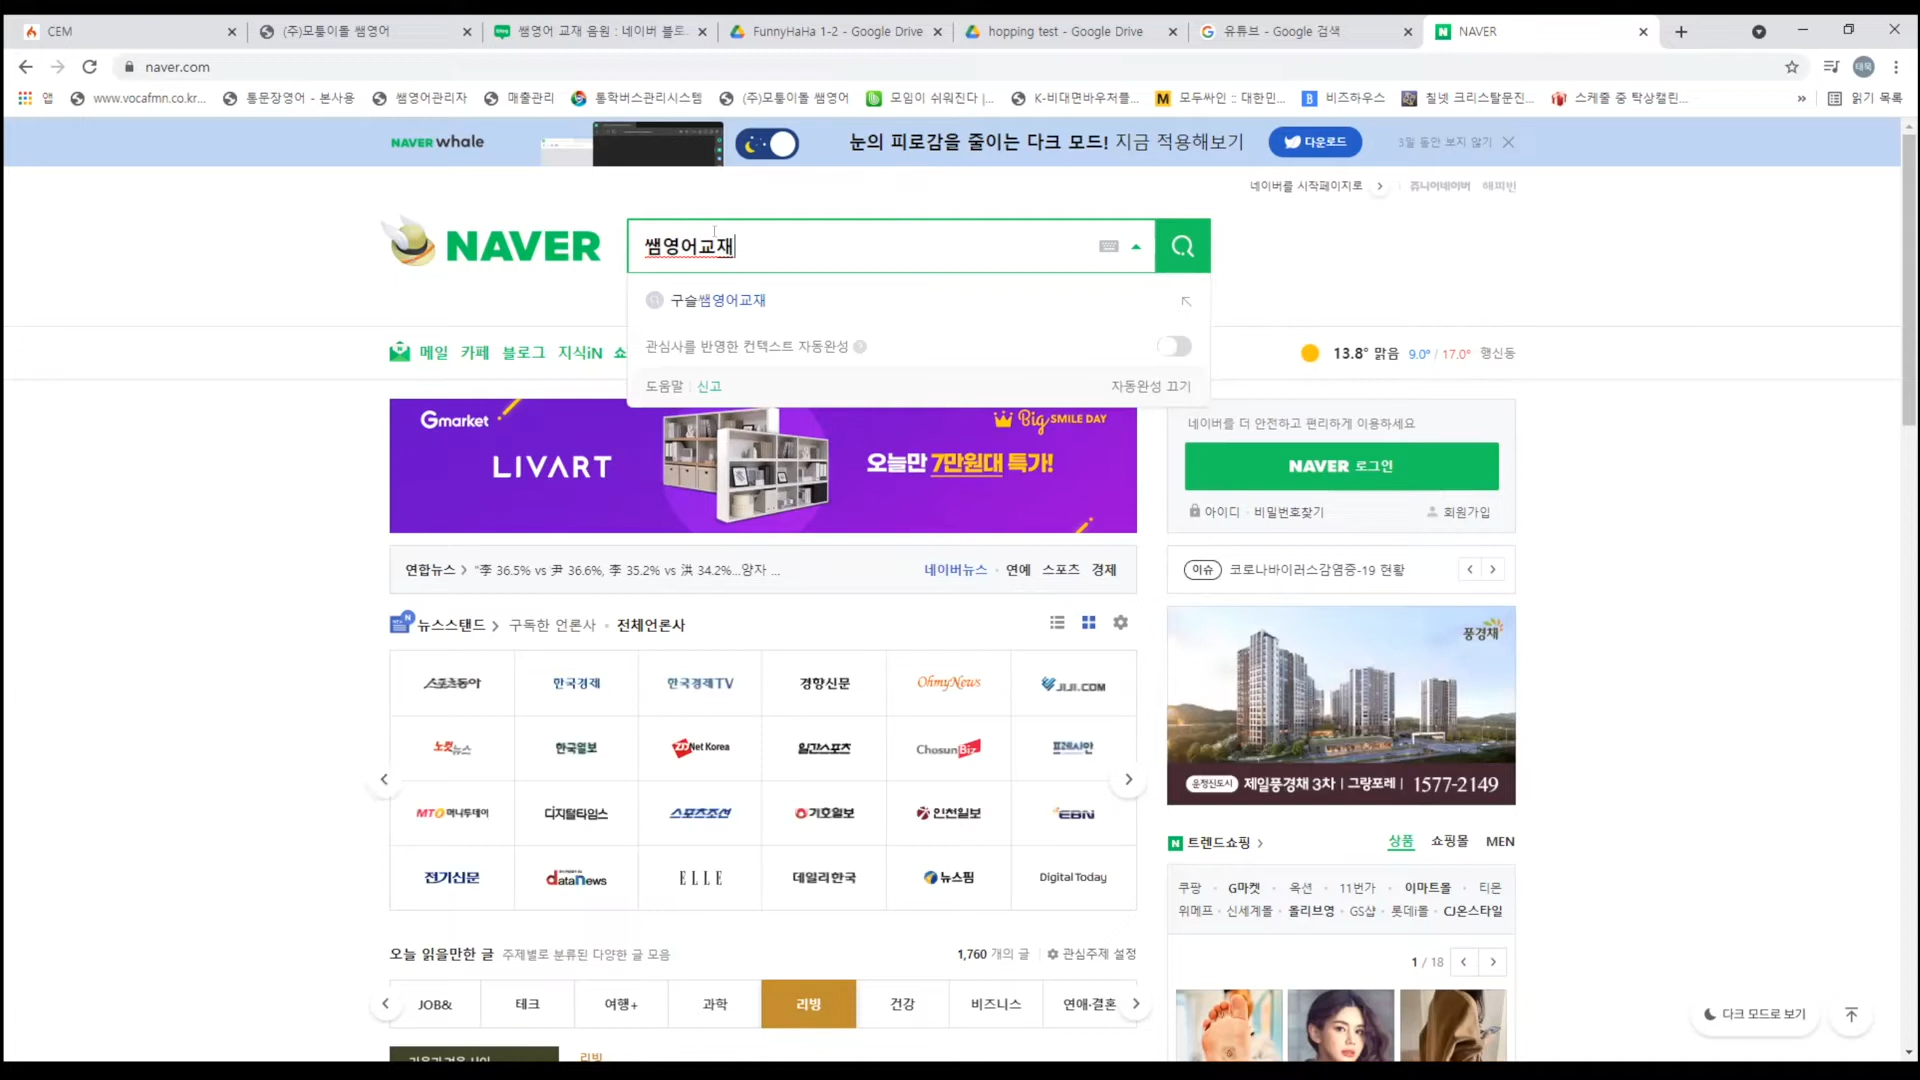 CEM
(주)모통이돌 쌤영어
쌤영어 교재 음원 : 네이버 블로.
FunnyHaHa 1-2 - Google Drive
hopping test - Google Drive
유튜브 - Google 검색
NAVER
naver.com
태욱
앱
www.vocafmn.co.kr...
통문장영어 - 본사용
쌤영어관리자
매출관리
통학버스관리시스템
(주)모통이돌 쌤영어
모임이 쉬워진다 |...
K-비대면바우처플...
모두싸인 :: 대한민...
비즈하우스
칠넷 크리스탈문진...
스케줄 중 탁상캘린...
»
읽기 목록
NAVER whale
눈의 피로감을 줄이는 다크 모드! 지금 적용해보기
다운로드
3일 동안 보지 않기
네이버를 시작페이지로
쥬니어네이버
해피빈
NAVER
쌤영어교재
구슬쌤영어교재
관심사를 반영한 컨텍스트 자동완성
도움말 신고
자동완성 끄기
메일 카페 블로그 지식iN 쇼
13.8° 맑음 9.0° / 17.0° 행신동
Gmarket
Big SMILE DAY
LIVART
오늘만 7만원대 특가!
네이버를 더 안전하고 편리하게 이용하세요
NAVER 로그인
아이디 · 비밀번호찾기
회원가입
연합뉴스 > "李 36.5% vs 尹 36.6%, 李 35.2% vs 洪 34.2%...양자 ...
네이버뉴스 · 연예 스포츠 경제
이슈 코로나바이러스감염증-19 현황
뉴스스탠드 > 구독한 언론사 · 전체언론사
스포츠동아 한국경제 한국경제TV 경향신문 OhmyNews JIJI.COM
노컷뉴스 한국일보 ZDNet Korea 일간스포츠 ChosunBiz 프레시안
MTO 머니투데이 디지털타임스 스포츠조선 기호일보 인천일보 EBN
전기신문 dataNews ELLE 데일리한국 뉴스핌 Digital Today
풍경채
운정신도시 제일풍경채 3차 | 그랑포레 | 1577-2149
트렌드쇼핑 >
상품 쇼핑몰 MEN
쿠팡 · G마켓 · 옥션 · 11번가 · 이마트몰 · 티몬
위메프 · 신세계몰 · 올리브영 · GS샵 · 롯데i몰 · CJ온스타일
1 / 18
오늘 읽을만한 글 주제별로 분류된 다양한 글 모음
1,760 개의 글
관심주제 설정
JOB& 테크 여행+ 과학 리빙 건강 비즈니스 연애·결혼
리빙
다크 모드로 보기